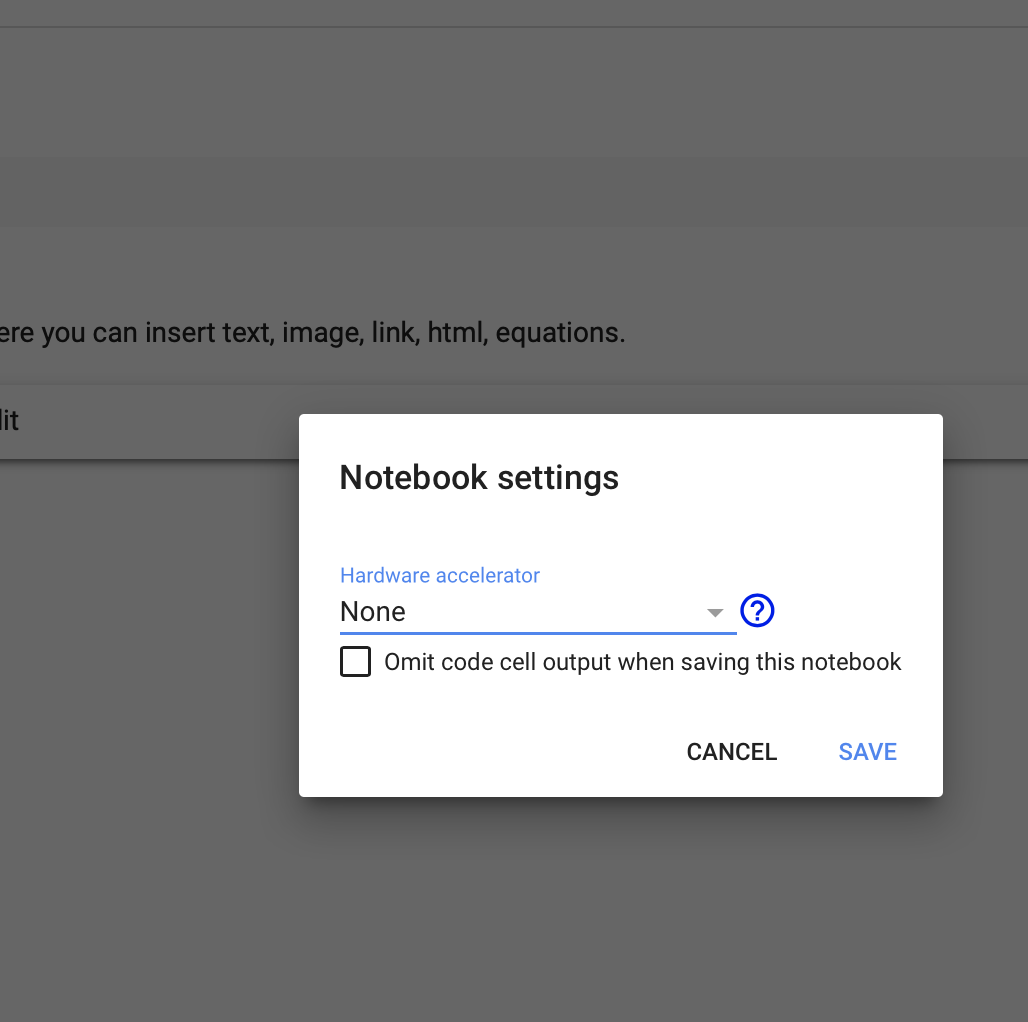 ere you can insert text, image, link, html, equations.
lit
Notebook settings
Hardware accelerator
None
?
Omit code cell output when saving this notebook
CANCEL SAVE